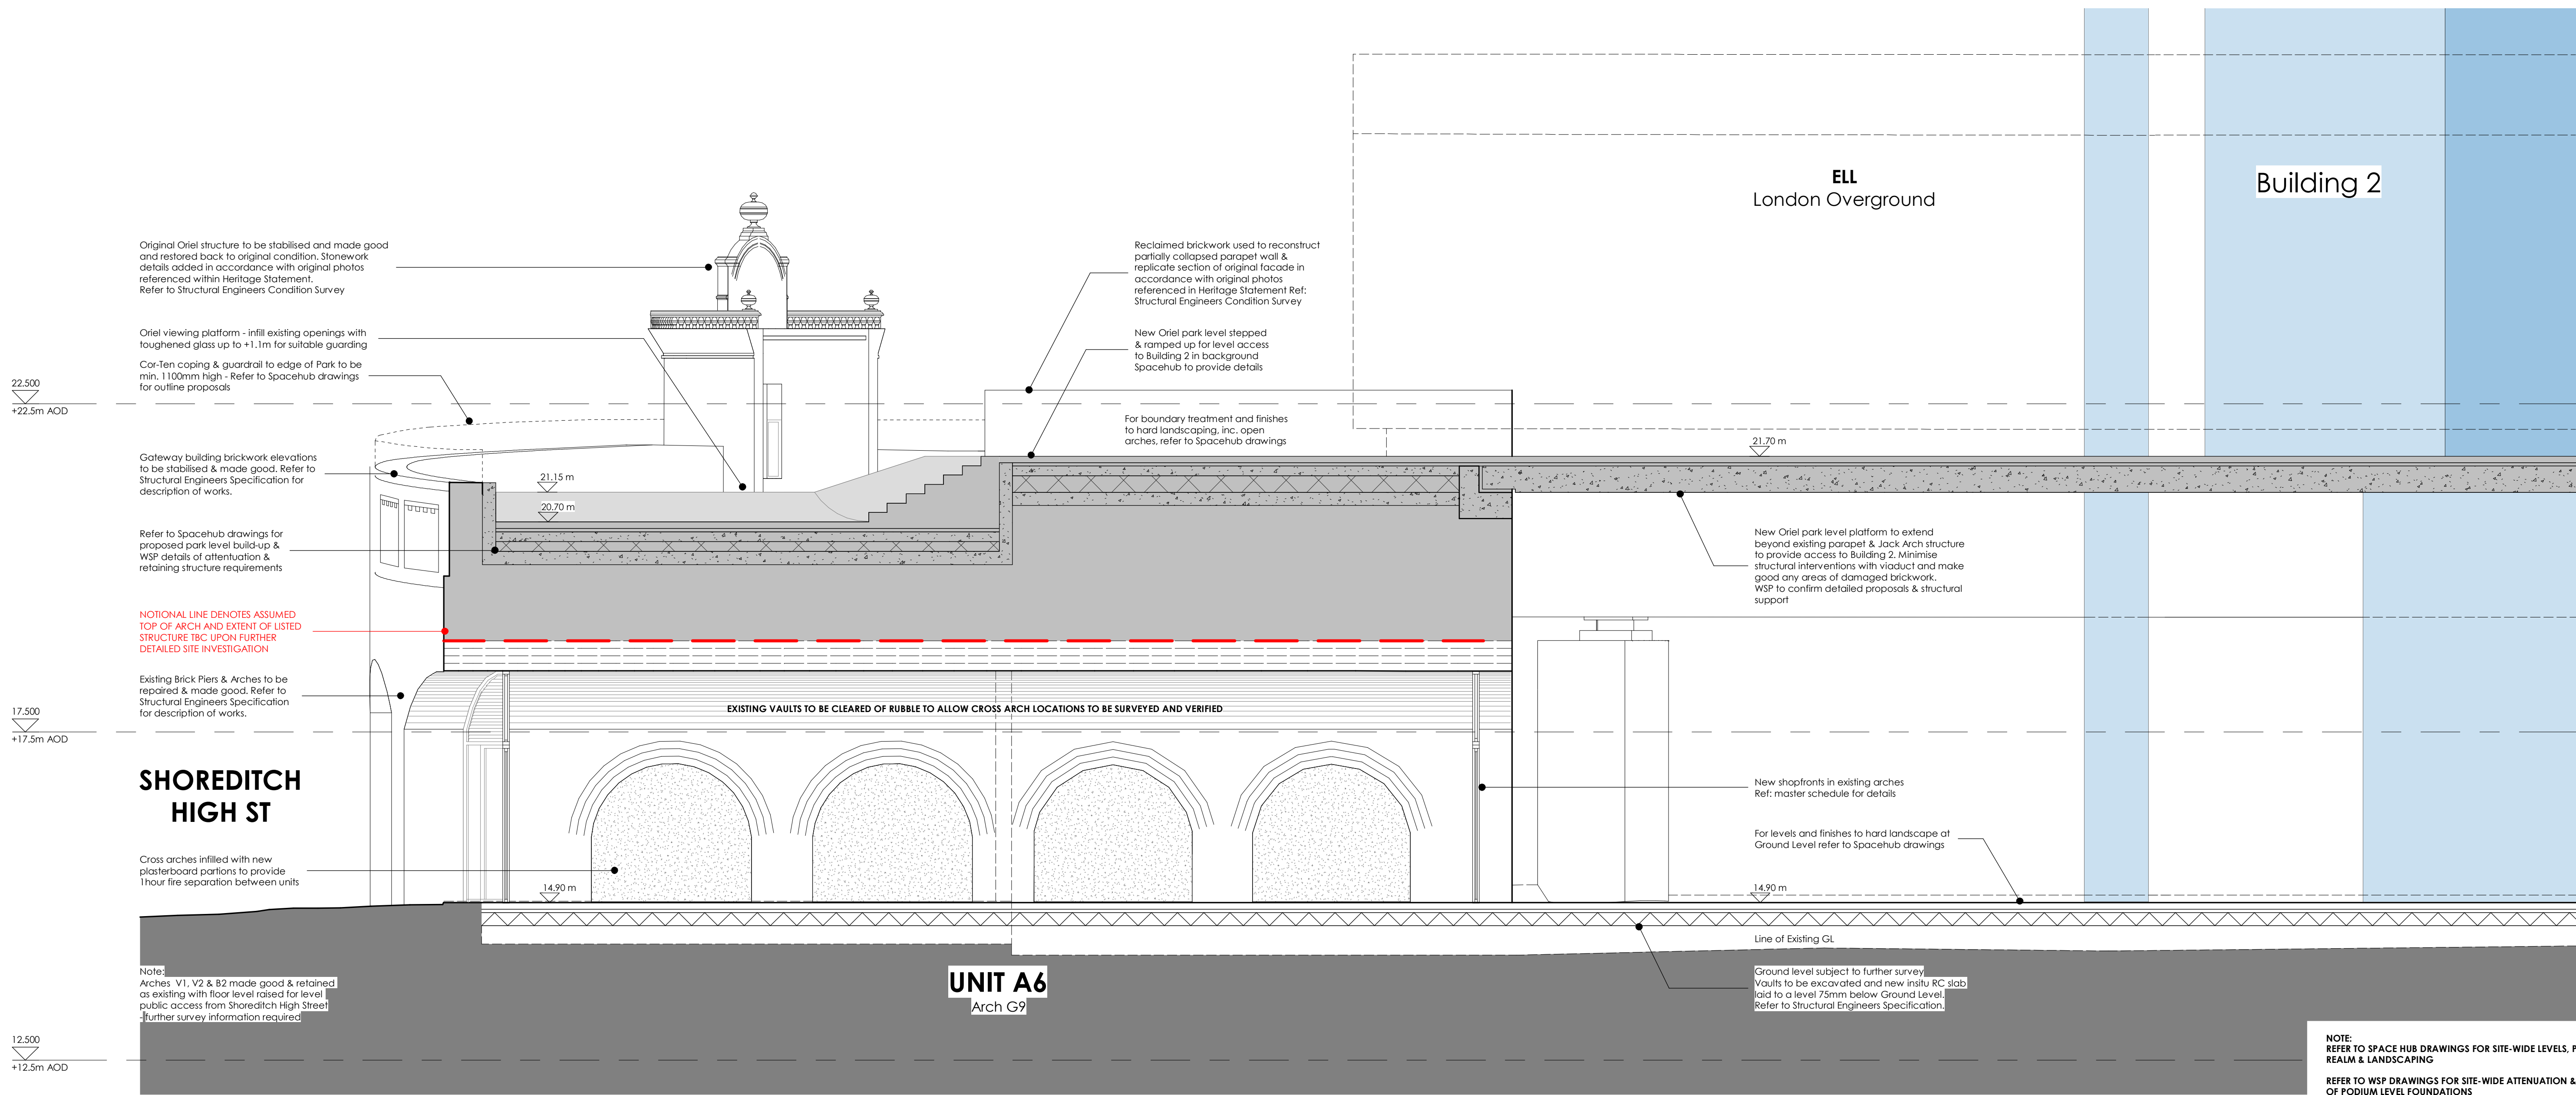 ELL
London Overground
Building 2
Original Oriel structure to be stabilised and made good
and restored back to original condition. Stonework
details added in accordance with original photos
referenced within Heritage Statement.
Refer to Structural Engineers Condition Survey
Oriel viewing platform - infill existing openings with
toughened glass up to +1.1m for suitable guarding
Cor-Ten coping & guardrail to edge of Park to be
min. 1100mm high - Refer to Spacehub drawings
for outline proposals
22.500
+22.5m AOD
Reclaimed brickwork used to reconstruct
partially collapsed parapet wall &
replicate section of original facade in
accordance with original photos
referenced in Heritage Statement Ref:
Structural Engineers Condition Survey
New Oriel park level stepped
& ramped up for level access
to Building 2 in background
Spacehub to provide details
For boundary treatment and finishes
to hard landscaping, inc. open
arches, refer to Spacehub drawings
21.70 m
Gateway building brickwork elevations
to be stabilised & made good. Refer to
Structural Engineers Specification for
description of works.
21.15 m
20.70 m
Refer to Spacehub drawings for
proposed park level build-up &
WSP details of attentuation &
retaining structure requirements
New Oriel park level platform to extend
beyond existing parapet & Jack Arch structure
to provide access to Building 2. Minimise
structural interventions with viaduct and make
good any areas of damaged brickwork.
WSP to confirm detailed proposals & structural
support
NOTIONAL LINE DENOTES ASSUMED
TOP OF ARCH AND EXTENT OF LISTED
STRUCTURE TBC UPON FURTHER
DETAILED SITE INVESTIGATION
Existing Brick Piers & Arches to be
repaired & made good. Refer to
Structural Engineers Specification
for description of works.
EXISTING VAULTS TO BE CLEARED OF RUBBLE TO ALLOW CROSS ARCH LOCATIONS TO BE SURVEYED AND VERIFIED
17.500
+17.5m AOD
SHOREDITCH
HIGH ST
New shopfronts in existing arches
Ref: master schedule for details
For levels and finishes to hard landscape at
Ground Level refer to Spacehub drawings
Cross arches infilled with new
plasterboard partions to provide
1hour fire separation between units
14.90 m
14.90 m
Line of Existing GL
Note:
Arches V1, V2 & B2 made good & retained
as existing with floor level raised for level
public access from Shoreditch High Street
- further survey information required
UNIT A6
Arch G9
Ground level subject to further survey
Vaults to be excavated and new insitu RC slab
laid to a level 75mm below Ground Level.
Refer to Structural Engineers Specification.
12.500
+12.5m AOD
NOTE:
REFER TO SPACE HUB DRAWINGS FOR SITE-WIDE LEVELS,
REALM & LANDSCAPING
REFER TO WSP DRAWINGS FOR SITE-WIDE ATTENUATION &
OF PODIUM LEVEL FOUNDATIONS